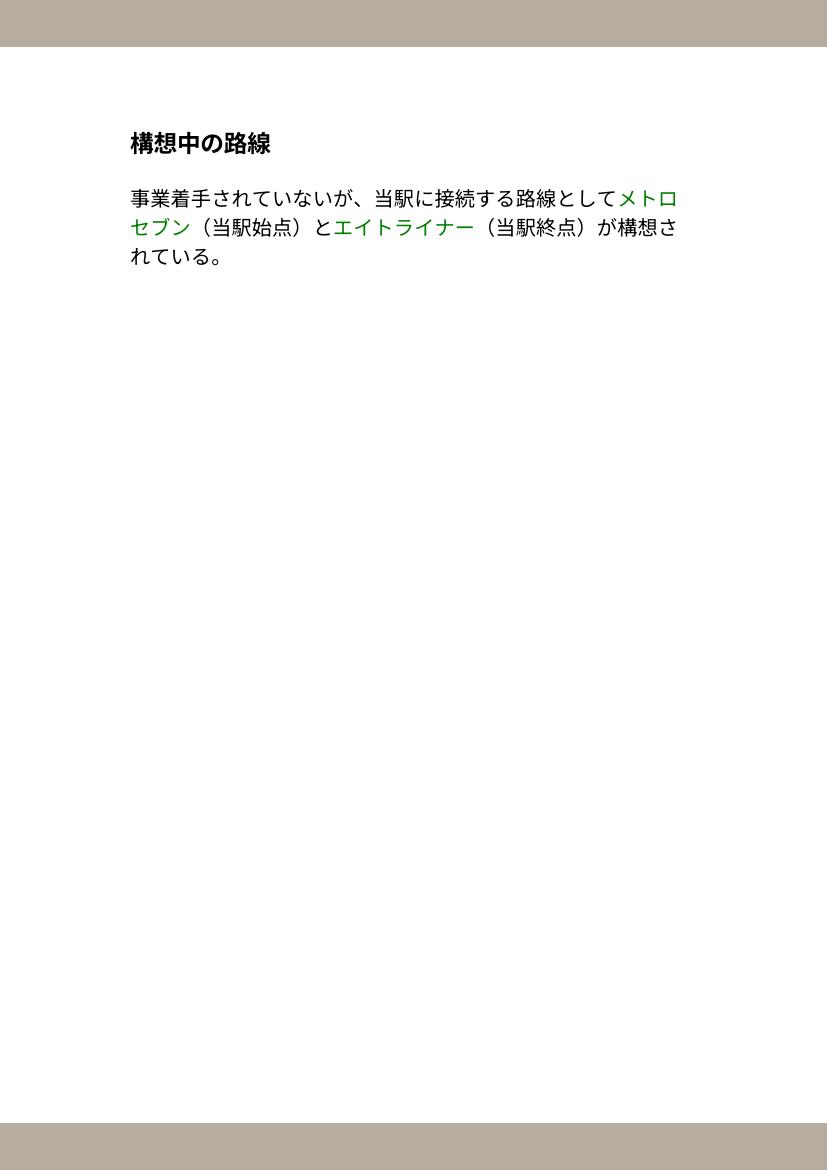 構想中の路線
事業着手されていないが、当駅に接続する路線としてメトロ
セブン（当駅始点）とエイトライナー（当駅終点）が構想さ
れている。